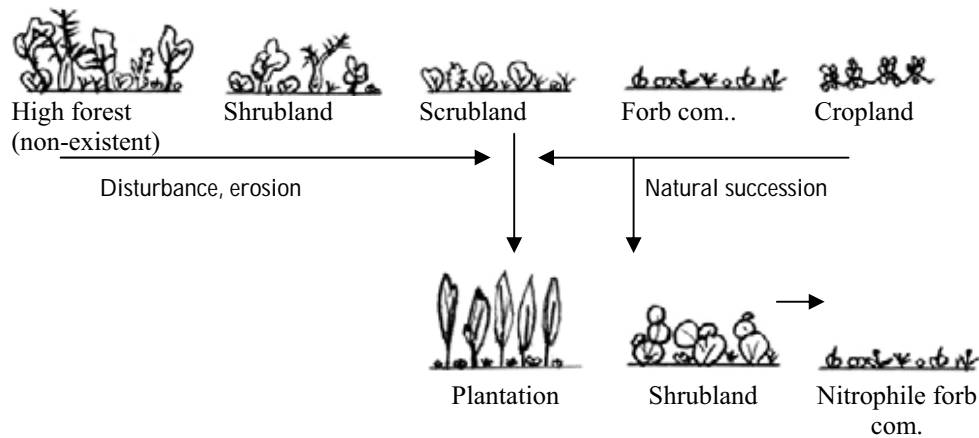 High forest
(non-existent)
Shrubland
Scrubland
Forb com..
Cropland
Disturbance, erosion
Natural succession
Plantation
Shrubland
Nitrophile forb
com.